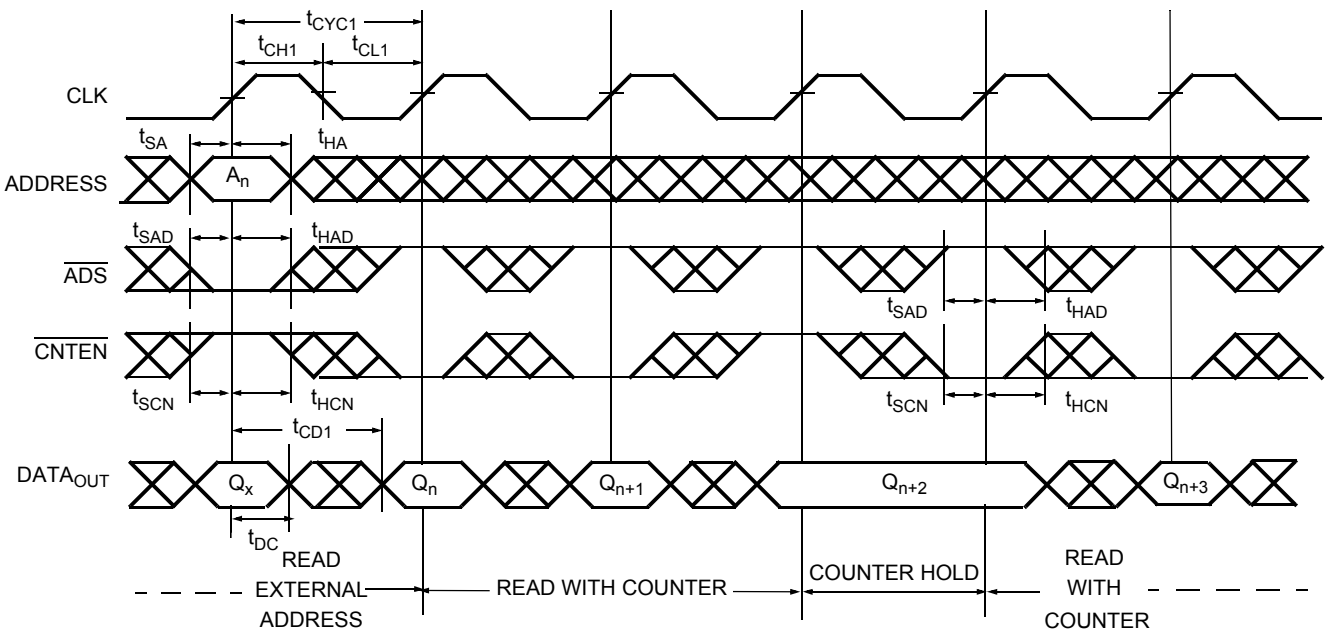 tCYC1
tCH1 tCL1
CLK
tSA tHA
ADDRESS An
tSAD tHAD
ADS
tSAD tHAD
CNTEN
tSCN tHCN tSCN tHCN
tCD1
DATAOUT Qx Qn Qn+1 Qn+2 Qn+3
tDC
READ
EXTERNAL
ADDRESS
READ WITH COUNTER
COUNTER HOLD
READ
WITH
COUNTER